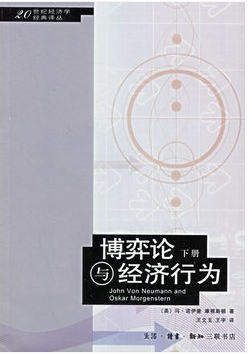 20世纪经济学
经典译丛
博弈论 下册
与经济行为
John Von Neumann and
Oskar Morgenstern
(美) 冯·诺伊曼 摩根斯顿 著
王文玉 王宇 译
生活·读书·新知三联书店